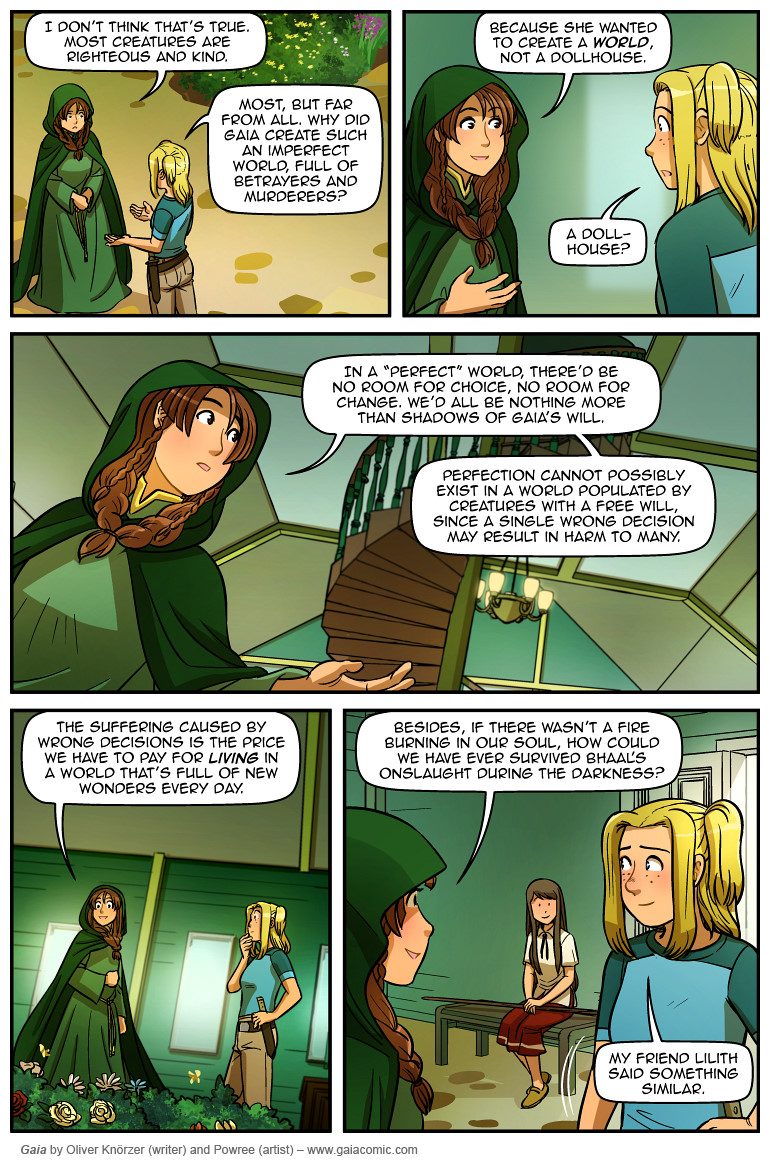 I DON'T THINK THAT'S TRUE.
MOST CREATURES ARE
RIGHTEOUS AND KIND.
MOST, BUT FAR
FROM ALL. WHY DID
GAIA CREATE SUCH
AN IMPERFECT
WORLD, FULL OF
BETRAYERS AND
MURDERERS?
BECAUSE SHE WANTED
TO CREATE A WORLD,
NOT A DOLLHOUSE.
A DOLL-
HOUSE?
IN A "PERFECT" WORLD, THERE'D BE
NO ROOM FOR CHOICE, NO ROOM FOR
CHANGE. WE'D ALL BE NOTHING MORE
THAN SHADOWS OF GAIA'S WILL.
PERFECTION CANNOT POSSIBLY
EXIST IN A WORLD POPULATED BY
CREATURES WITH A FREE WILL,
SINCE A SINGLE WRONG DECISION
MAY RESULT IN HARM TO MANY.
THE SUFFERING CAUSED BY
WRONG DECISIONS IS THE PRICE
WE HAVE TO PAY FOR LIVING IN
A WORLD THAT'S FULL OF NEW
WONDERS EVERY DAY.
BESIDES, IF THERE WASN'T A FIRE
BURNING IN OUR SOUL, HOW COULD
WE HAVE EVER SURVIVED BHAAL'S
ONSLAUGHT DURING THE DARKNESS?
MY FRIEND LILITH
SAID SOMETHING
SIMILAR.
Gaia by Oliver Knörzer (writer) and Powree (artist) – www.gaiacomic.com